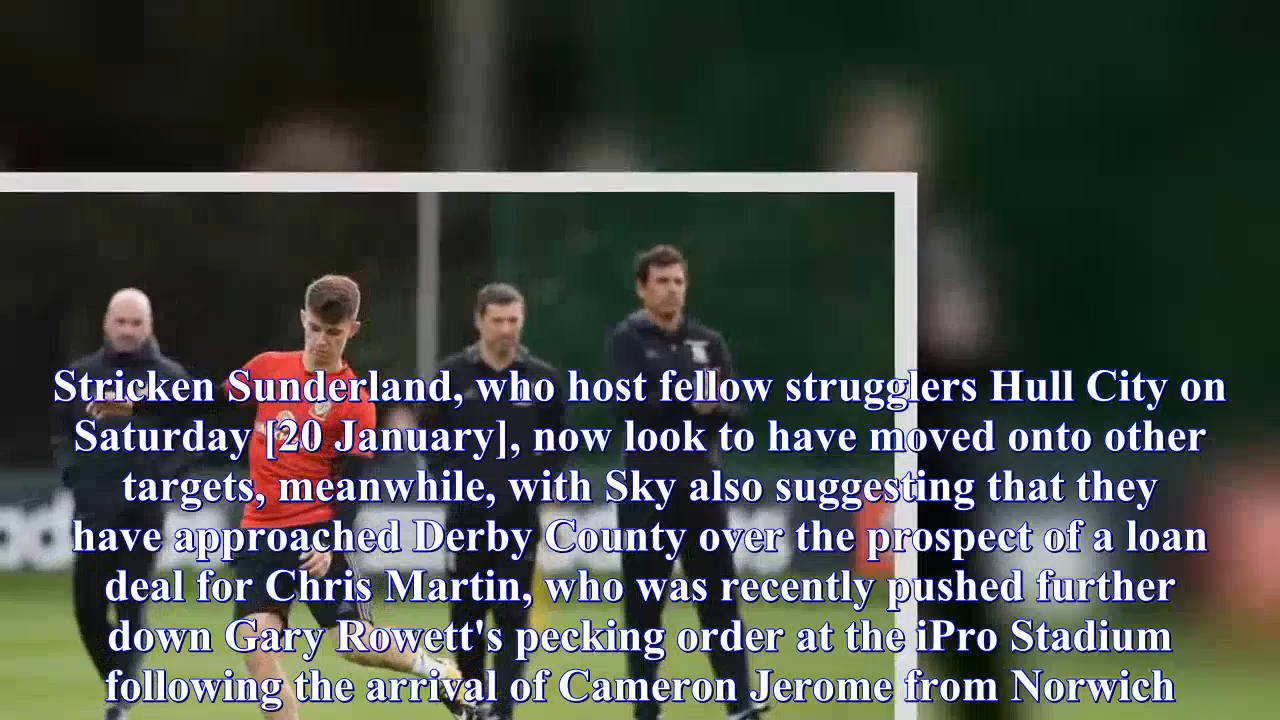 Stricken Sunderland, who host fellow strugglers Hull City on
Saturday [20 January], now look to have moved onto other
targets, meanwhile, with Sky also suggesting that they
have approached Derby County over the prospect of a loan
deal for Chris Martin, who was recently pushed further
down Gary Rowett's pecking order at the iPro Stadium
following the arrival of Cameron Jerome from Norwich